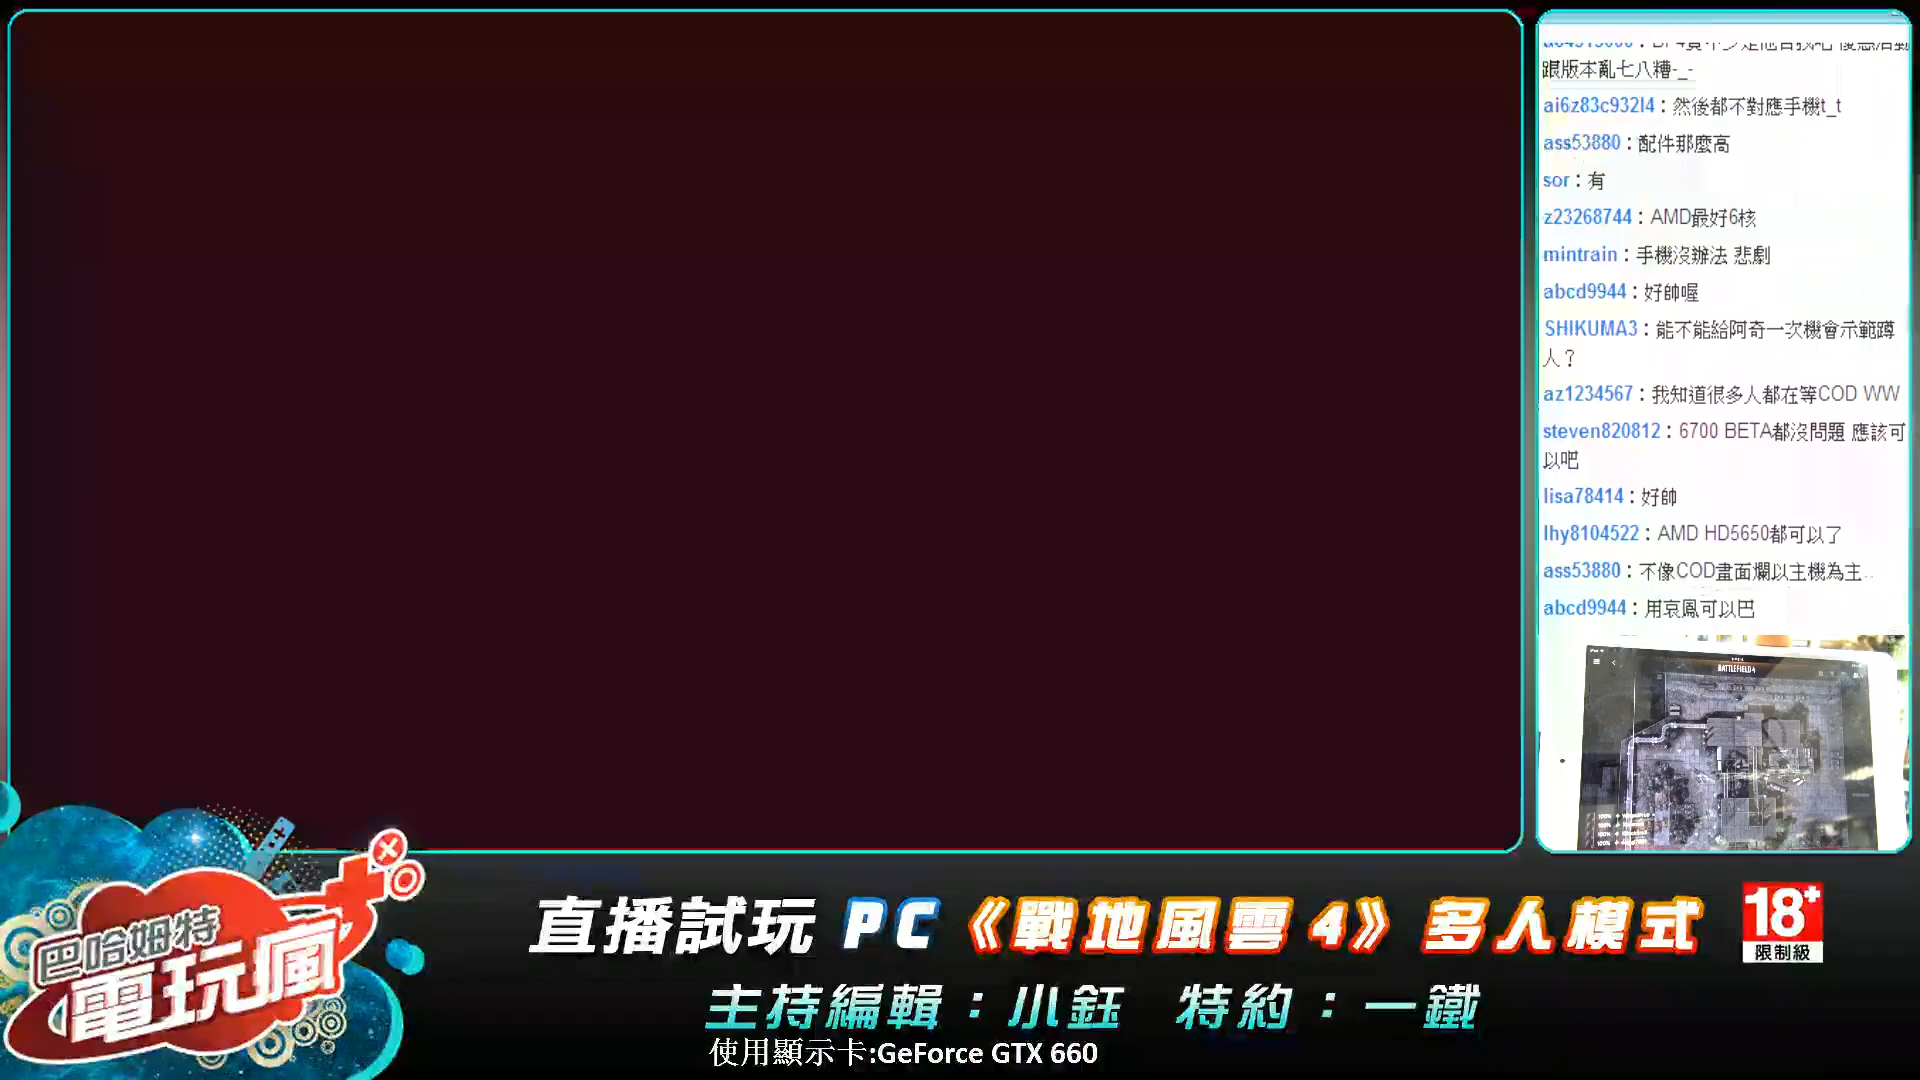 跟版本亂七八糟-_-
ai6z83c932l4：然後都不對應手機t_t
ass53880：配件那麼高
sor：有
z23268744：AMD最好6核
mintrain：手機沒辦法 悲劇
abcd9944：好帥喔
SHIKUMA3：能不能給阿奇一次機會示範蹲
人？
az1234567：我知道很多人都在等COD WW
steven820812：6700 BETA都沒問題 應該可
以吧
lisa78414：好帥
lhy8104522：AMD HD5650都可以了
ass53880：不像COD畫面爛以主機為主..
abcd9944：用哀鳳可以巴
BATTLEFIELD 4
巴哈姆特
電玩瘋
直播試玩 PC《戰地風雲 4》多人模式
18+
限制級
主持編輯：小鈺 特約：一鐵
使用顯示卡:GeForce GTX 660